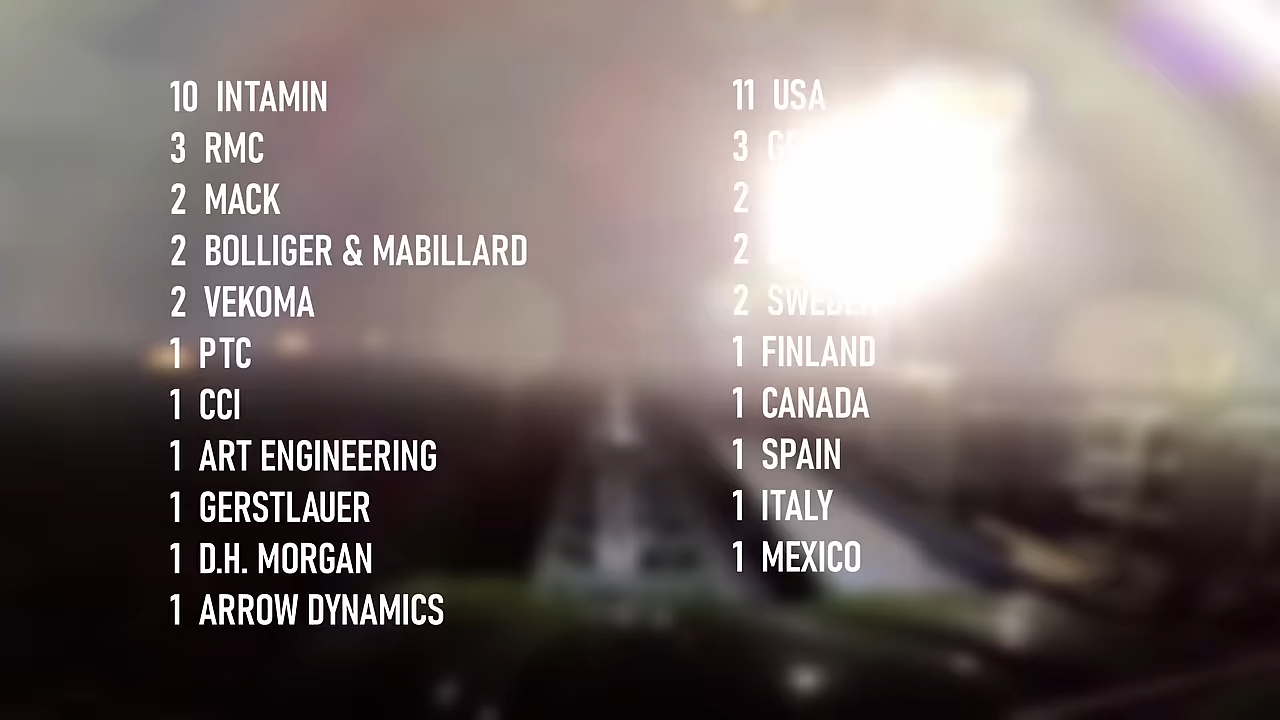 10 INTAMIN
3 RMC
2 MACK
2 BOLLIGER & MABILLARD
2 VEKOMA
1 PTC
1 CCI
1 ART ENGINEERING
1 GERSTLAUER
1 D.H. MORGAN
1 ARROW DYNAMICS
11 USA
3
2
2
2 SWEDEN
1 FINLAND
1 CANADA
1 SPAIN
1 ITALY
1 MEXICO